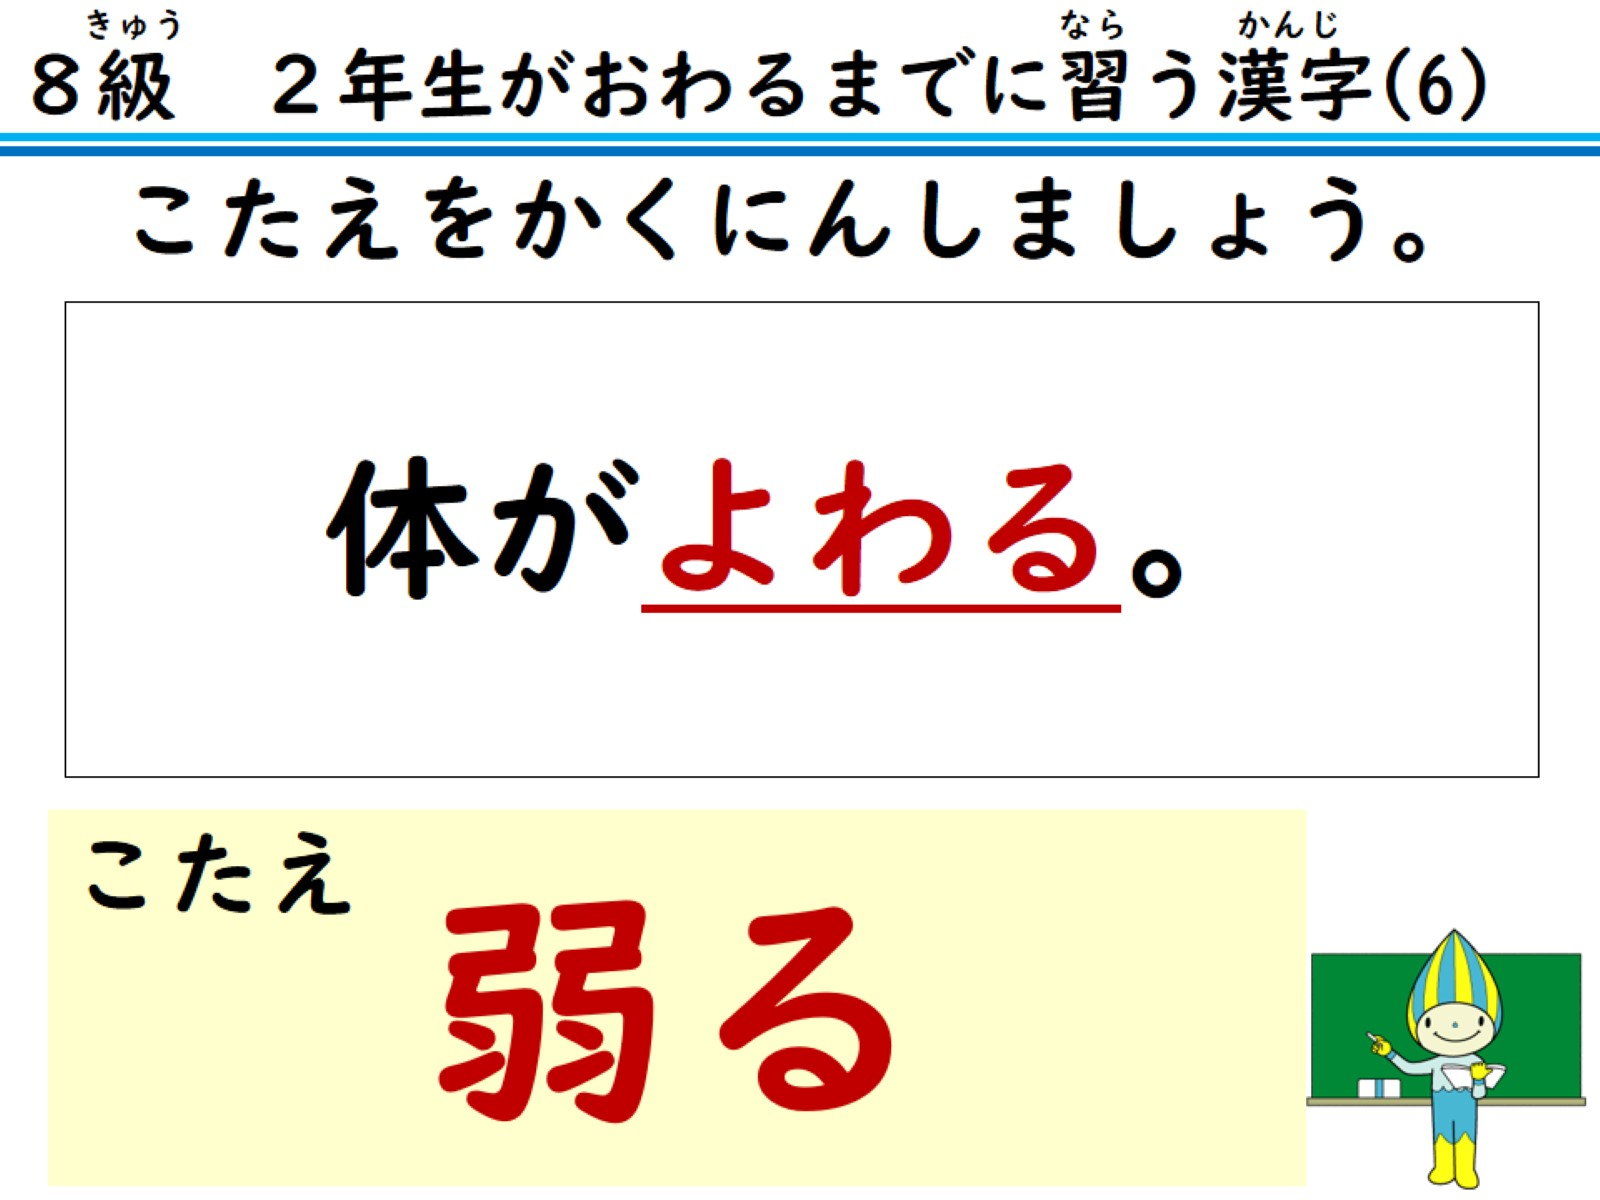 きゅう なら かんじ
８級　２年生がおわるまでに習う漢字(6)
こたえをかくにんしましょう。
体がよわる。
こたえ
弱る